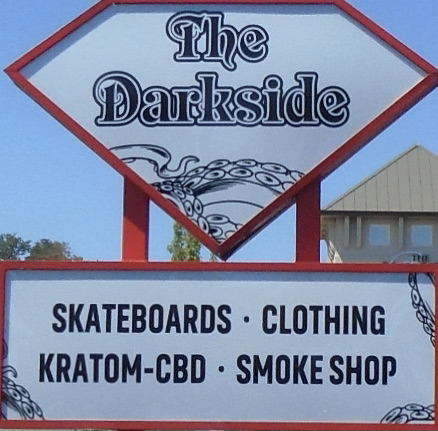 The
Darkside
SKATEBOARDS · CLOTHING
KRATOM-CBD · SMOKE SHOP